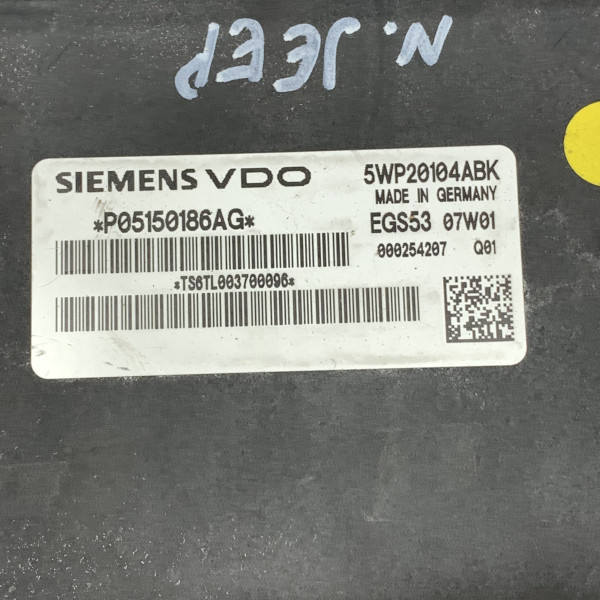 N. JEEP
SIEMENS VDO
5WP20104ABK
MADE IN GERMANY
*P05150186AG*
EGS53 07W01
000254207 Q01
*TS6TL003700096*